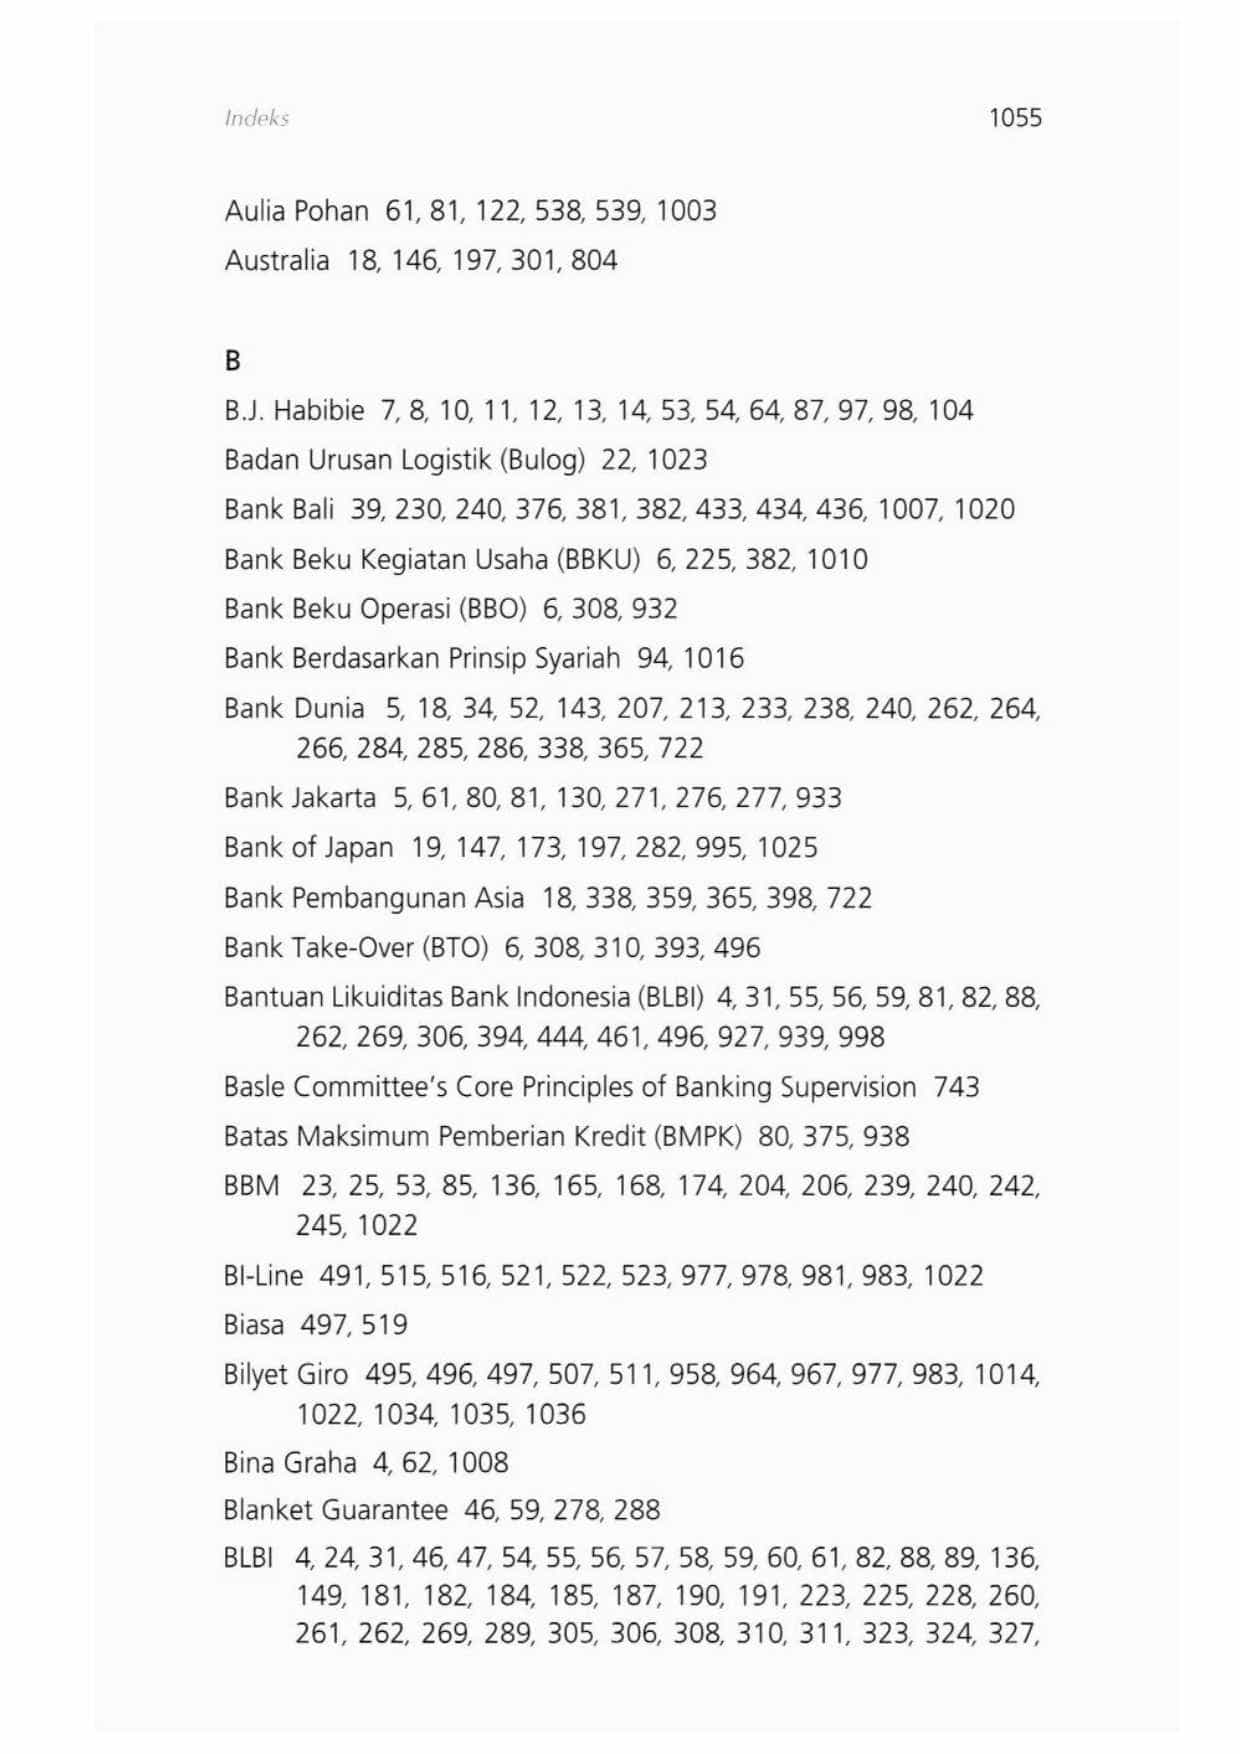 Indeks 1055
Aulia Pohan 61, 81, 122, 538, 539, 1003
Australia 18, 146, 197, 301, 804
B
B.J. Habibie 7, 8, 10, 11, 12, 13, 14, 53, 54, 64, 87, 97, 98, 104
Badan Urusan Logistik (Bulog) 22, 1023
Bank Bali 39, 230, 240, 376, 381, 382, 433, 434, 436, 1007, 1020
Bank Beku Kegiatan Usaha (BBKU) 6, 225, 382, 1010
Bank Beku Operasi (BBO) 6, 308, 932
Bank Berdasarkan Prinsip Syariah 94, 1016
Bank Dunia 5, 18, 34, 52, 143, 207, 213, 233, 238, 240, 262, 264,
266, 284, 285, 286, 338, 365, 722
Bank Jakarta 5, 61, 80, 81, 130, 271, 276, 277, 933
Bank of Japan 19, 147, 173, 197, 282, 995, 1025
Bank Pembangunan Asia 18, 338, 359, 365, 398, 722
Bank Take-Over (BTO) 6, 308, 310, 393, 496
Bantuan Likuiditas Bank Indonesia (BLBI) 4, 31, 55, 56, 59, 81, 82, 88,
262, 269, 306, 394, 444, 461, 496, 927, 939, 998
Basle Committee’s Core Principles of Banking Supervision 743
Batas Maksimum Pemberian Kredit (BMPK) 80, 375, 938
BBM 23, 25, 53, 85, 136, 165, 168, 174, 204, 206, 239, 240, 242,
245, 1022
BI-Line 491, 515, 516, 521, 522, 523, 977, 978, 981, 983, 1022
Biasa 497, 519
Bilyet Giro 495, 496, 497, 507, 511, 958, 964, 967, 977, 983, 1014,
1022, 1034, 1035, 1036
Bina Graha 4, 62, 1008
Blanket Guarantee 46, 59, 278, 288
BLBI 4, 24, 31, 46, 47, 54, 55, 56, 57, 58, 59, 60, 61, 82, 88, 89, 136,
149, 181, 182, 184, 185, 187, 190, 191, 223, 225, 228, 260,
261, 262, 269, 289, 305, 306, 308, 310, 311, 323, 324, 327,